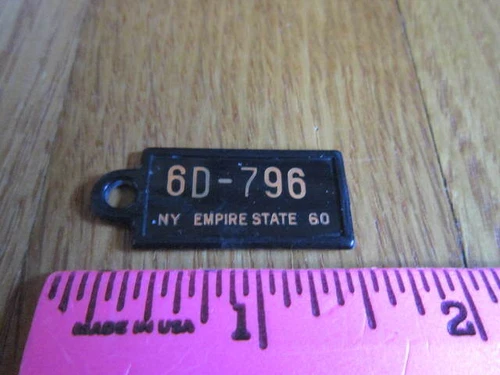 6D-796
NY EMPIRE STATE 60
MADE IN USA
1 2